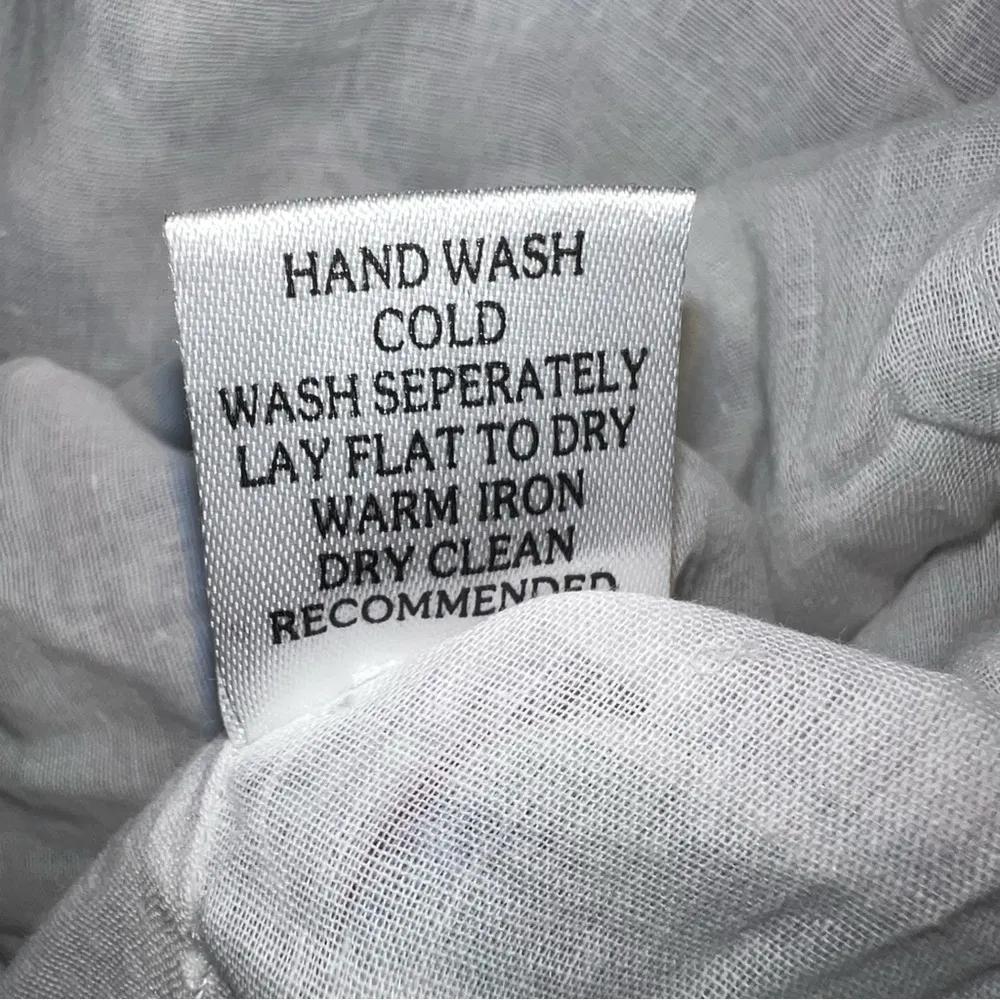 HAND WASH
COLD
WASH SEPERATELY
LAY FLAT TO DRY
WARM IRON
DRY CLEAN
RECOMMENDED